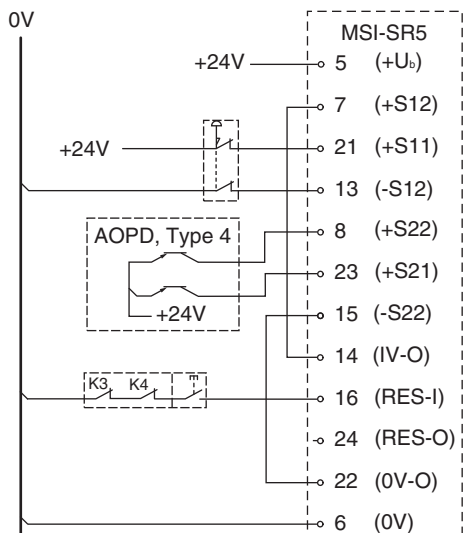 0V
MSI-SR5
+24V 5 (+Ub)
7 (+S12)
+24V 21 (+S11)
13 (-S12)
AOPD, Type 4 8 (+S22)
23 (+S21)
+24V
15 (-S22)
14 (IV-O)
K3 K4 16 (RES-I)
24 (RES-O)
22 (0V-O)
6 (0V)